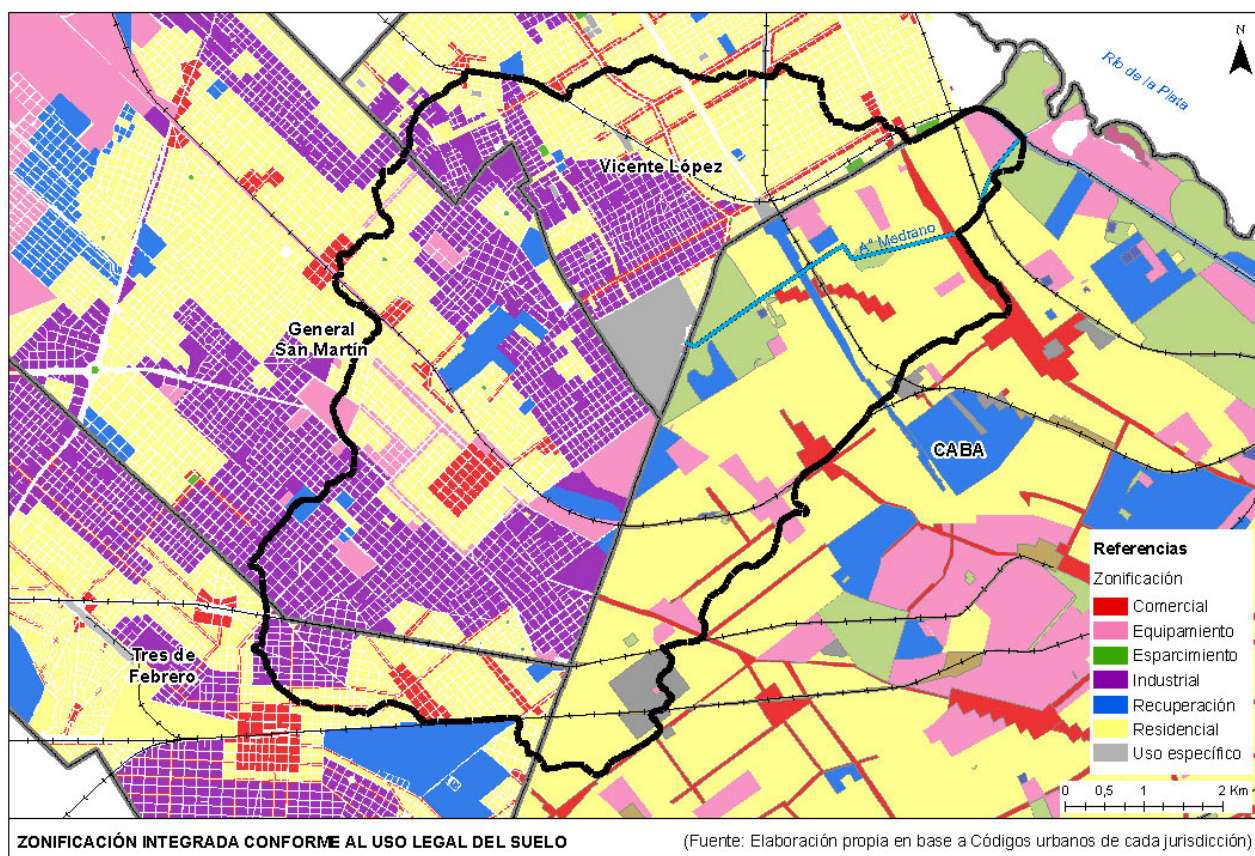 N
Río de la Plata
Vicente López
Aº Medrano
General
San Martín
CABA
Tres de
Febrero
Referencias
Zonificación
Comercial
Equipamiento
Esparcimiento
Industrial
Recuperación
Residencial
Uso específico
0 0,5 1 2 Km
ZONIFICACIÓN INTEGRADA CONFORME AL USO LEGAL DEL SUELO (Fuente: Elaboración propia en base a Códigos urbanos de cada jurisdicción)